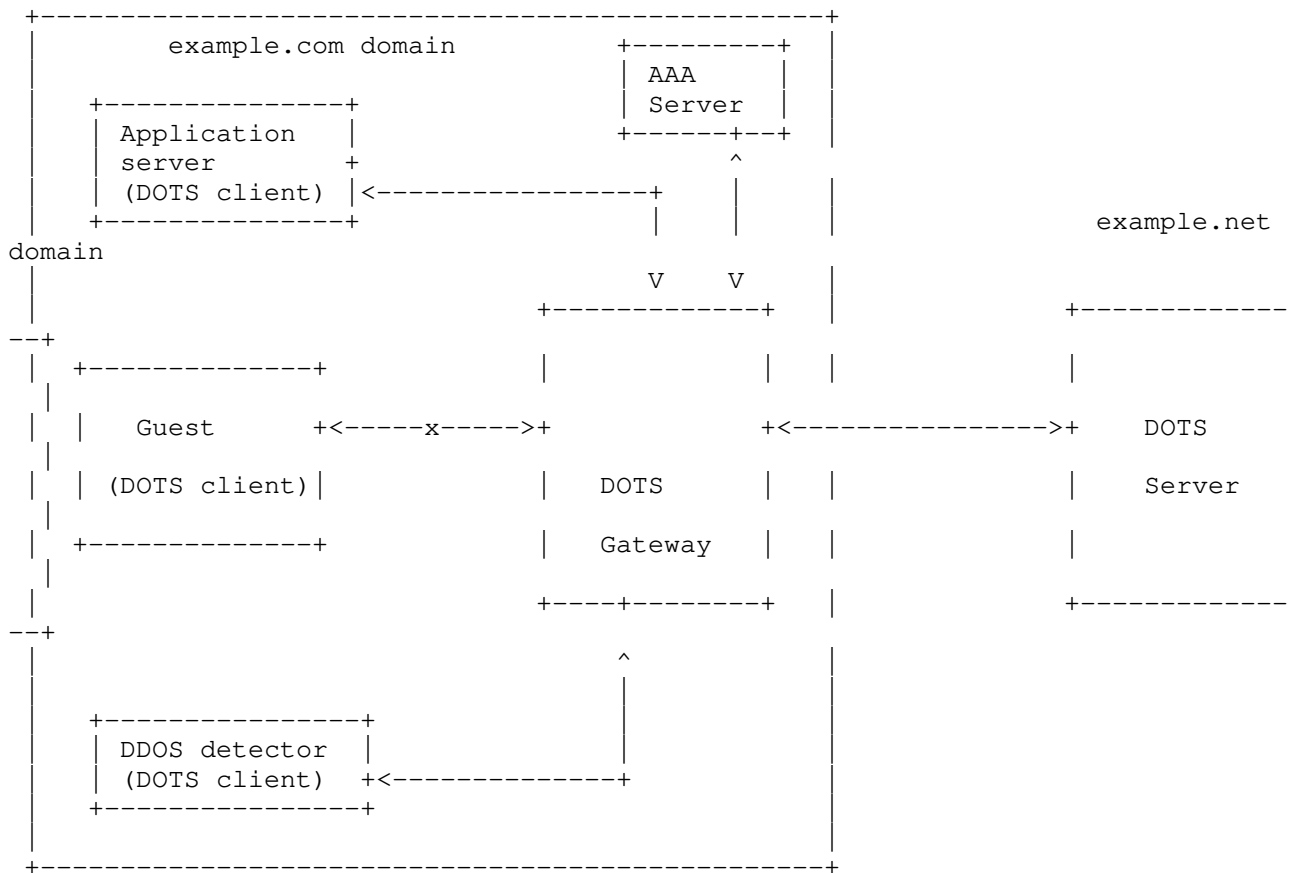 example.com domain
AAA
Server
Application
server
(DOTS client)
example.net
domain
V V
Guest
x
DOTS
(DOTS client)
DOTS
Server
Gateway
DDOS detector
(DOTS client)